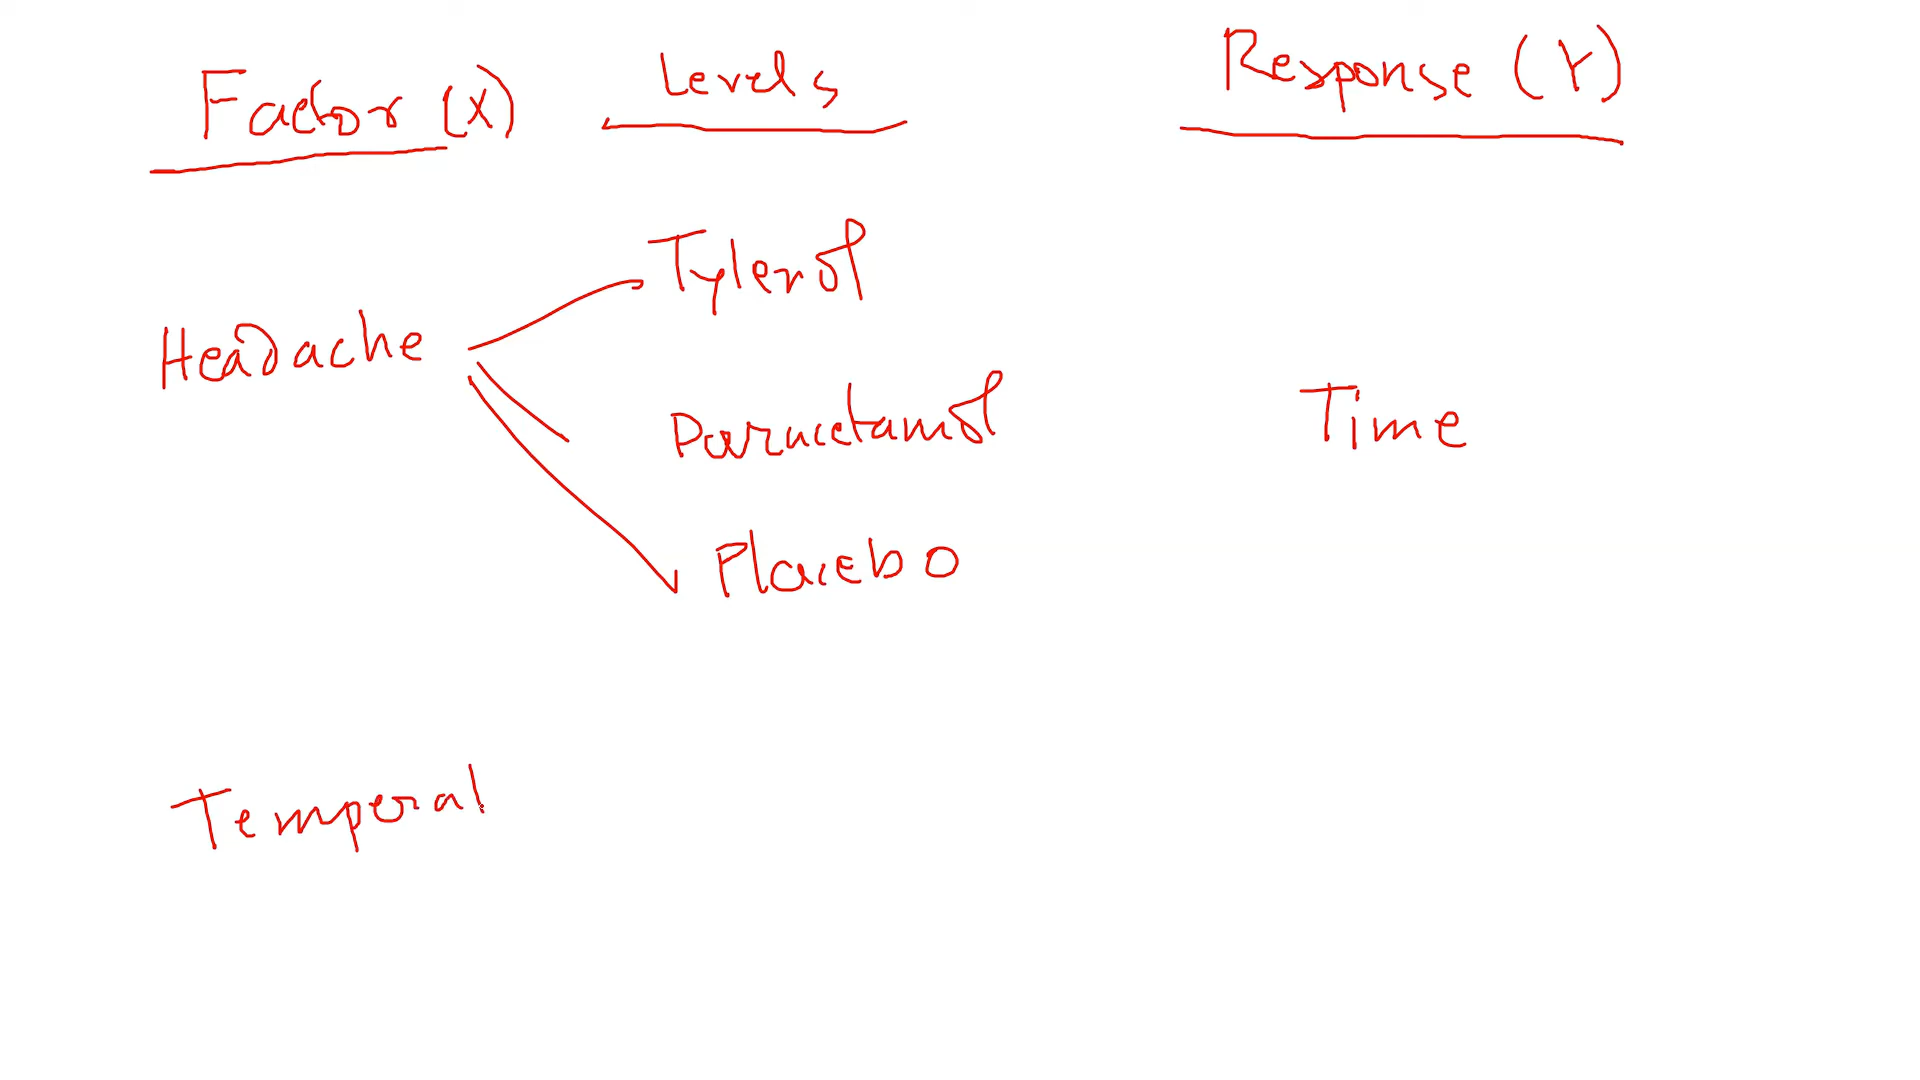 Factor (X) Levels Response (Y)
Tylenol
Headache
Paracetamol Time
Placebo
Temperal